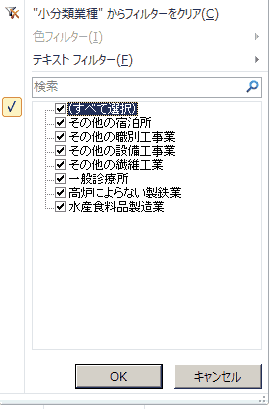 "小分類業種" からフィルターをクリア(C)
色フィルター(I)
テキスト フィルター(F)
検索
(すべて選択)
その他の宿泊所
その他の職別工事業
その他の設備工事業
その他の繊維工業
一般診療所
高炉によらない製鉄業
水産食料品製造業
OK
キャンセル